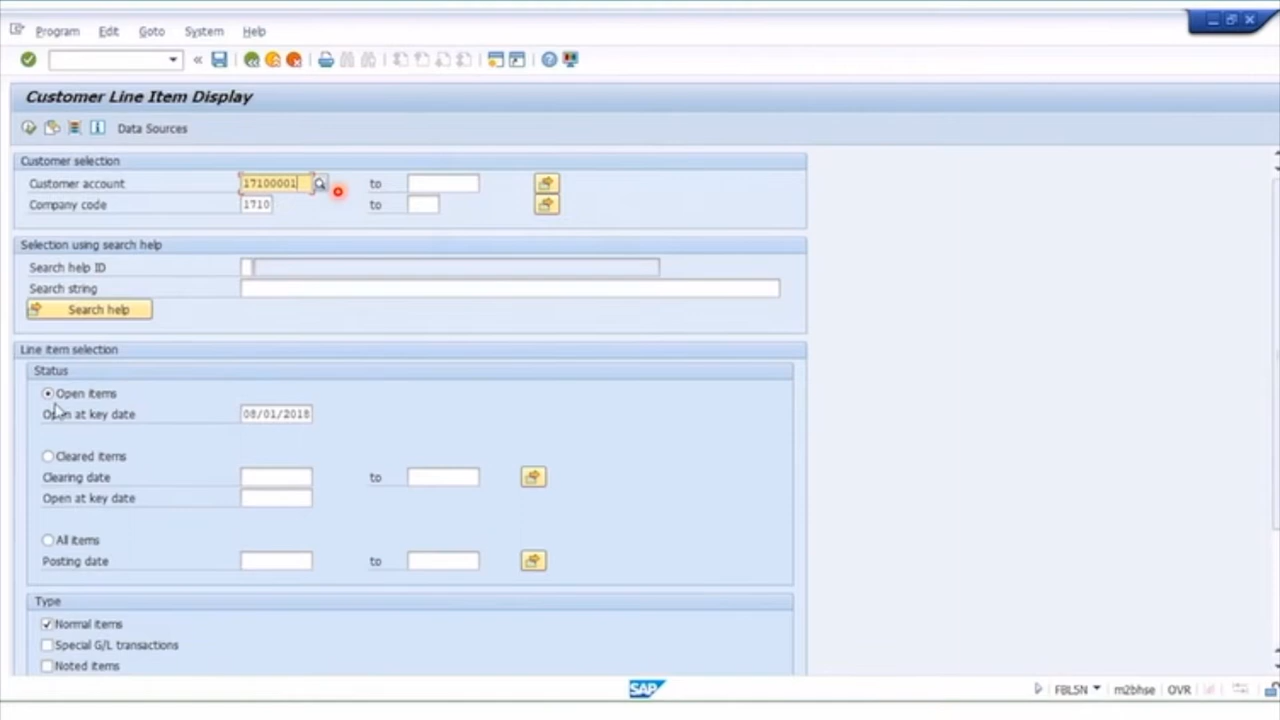 Program Edit Goto System Help
Customer Line Item Display
Data Sources
Customer selection
Customer account 17100001 to
Company code 1710 to
Selection using search help
Search help ID
Search string
Search help
Line item selection
Status
Open items
Open at key date 08/01/2018
Cleared items
Clearing date to
Open at key date
All items
Posting date to
Type
Normal items
Special G/L transactions
Noted items
SAP FBL5N m2bhse OVR